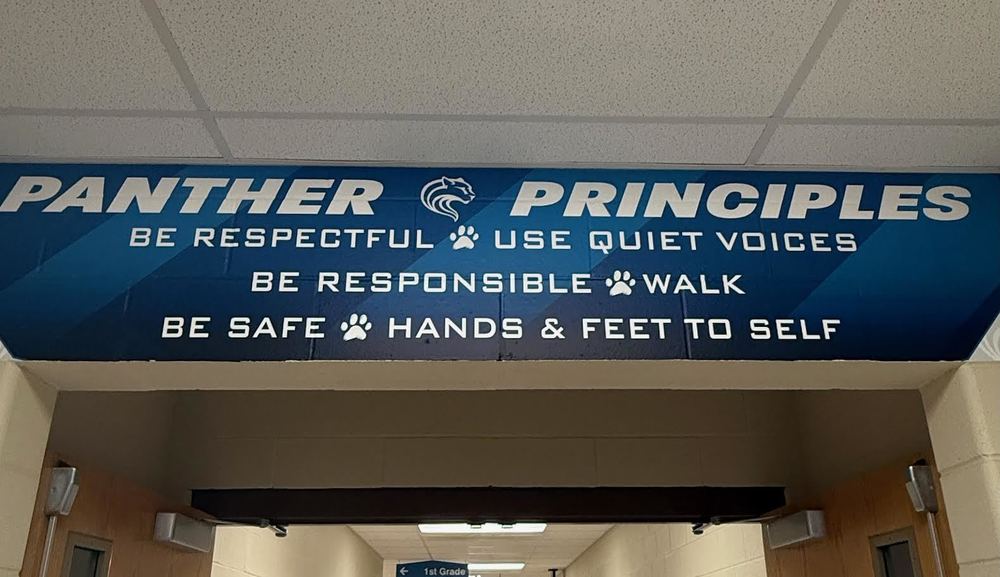 PANTHER PRINCIPLES
BE RESPECTFUL USE QUIET VOICES
BE RESPONSIBLE WALK
BE SAFE HANDS & FEET TO SELF
← 1st Grade